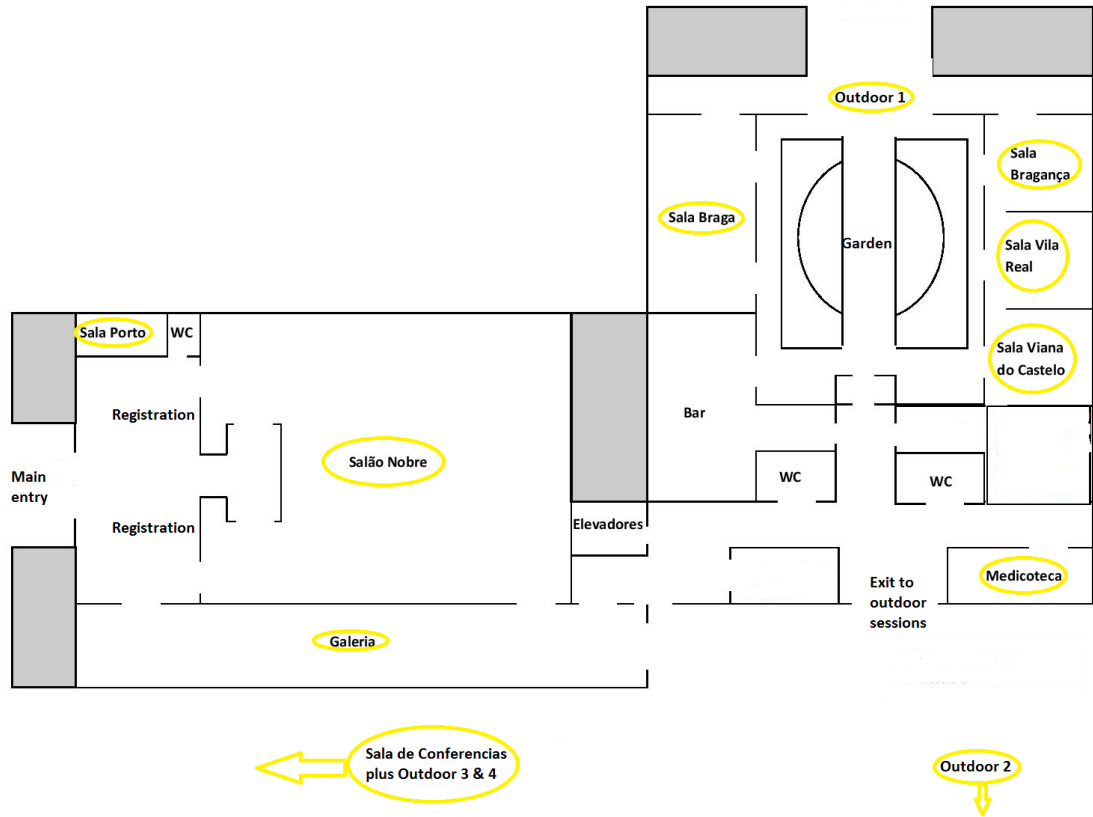 Outdoor 1
Sala
Bragança
Sala Braga
Garden
Sala Vila
Real
Sala Porto
WC
Sala Viana
do Castelo
Registration
Bar
Salão Nobre
Main
entry
WC
WC
Registration
Elevadores
Medicoteca
Exit to
outdoor
sessions
Galeria
Sala de Conferencias
plus Outdoor 3 & 4
Outdoor 2